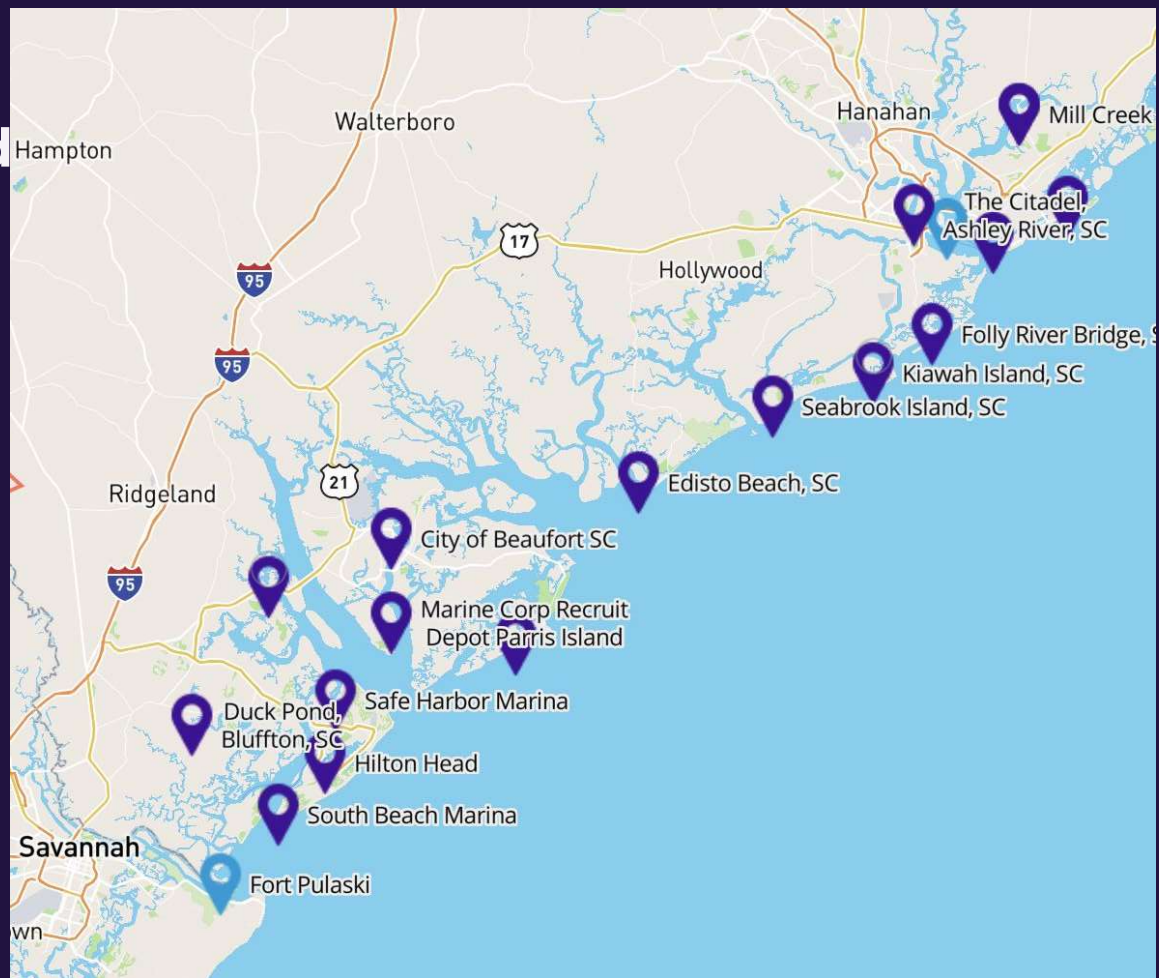 Hampton
Walterboro
Hanahan
Mill Creek
The Citadel,
Ashley River, SC
17
95
Hollywood
Folly River Bridge,
95
Kiawah Island, SC
Seabrook Island, SC
21
Edisto Beach, SC
Ridgeland
City of Beaufort SC
95
Marine Corp Recruit
Depot Parris Island
Safe Harbor Marina
Duck Pond,
Bluffton, SC
Hilton Head
South Beach Marina
Savannah
Fort Pulaski
own